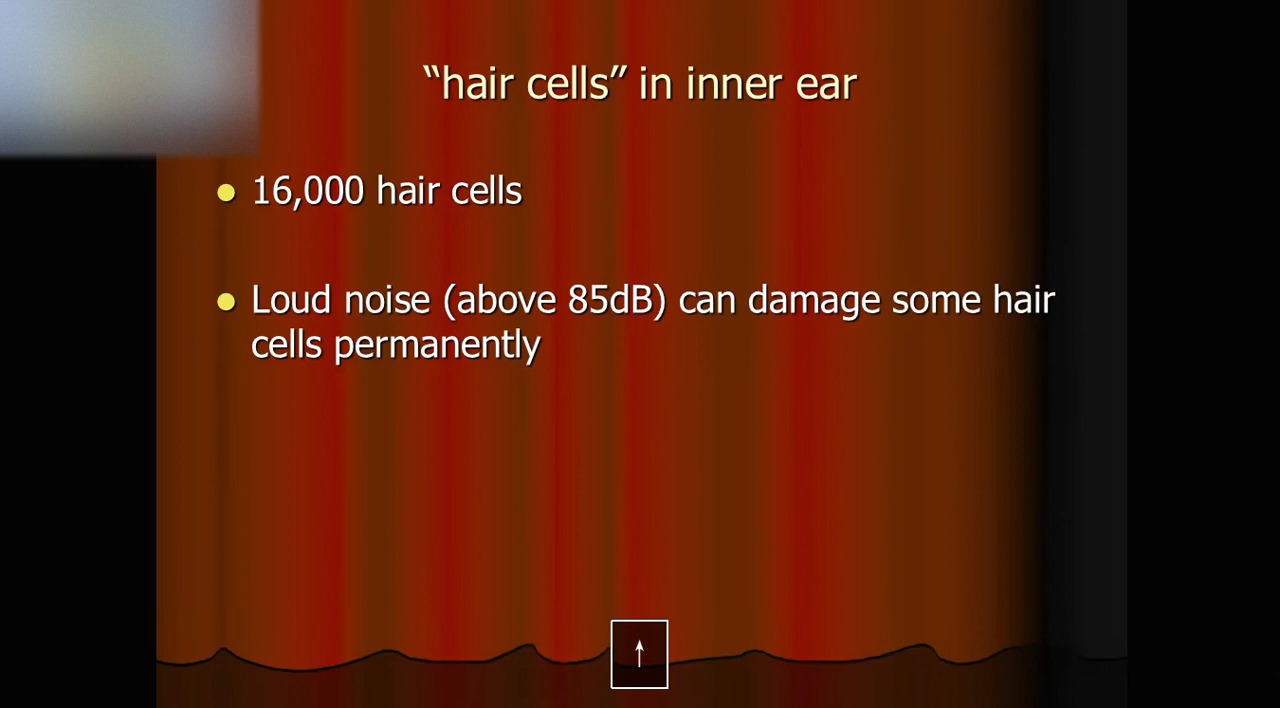 “hair cells” in inner ear
16,000 hair cells
Loud noise (above 85dB) can damage some hair
cells permanently